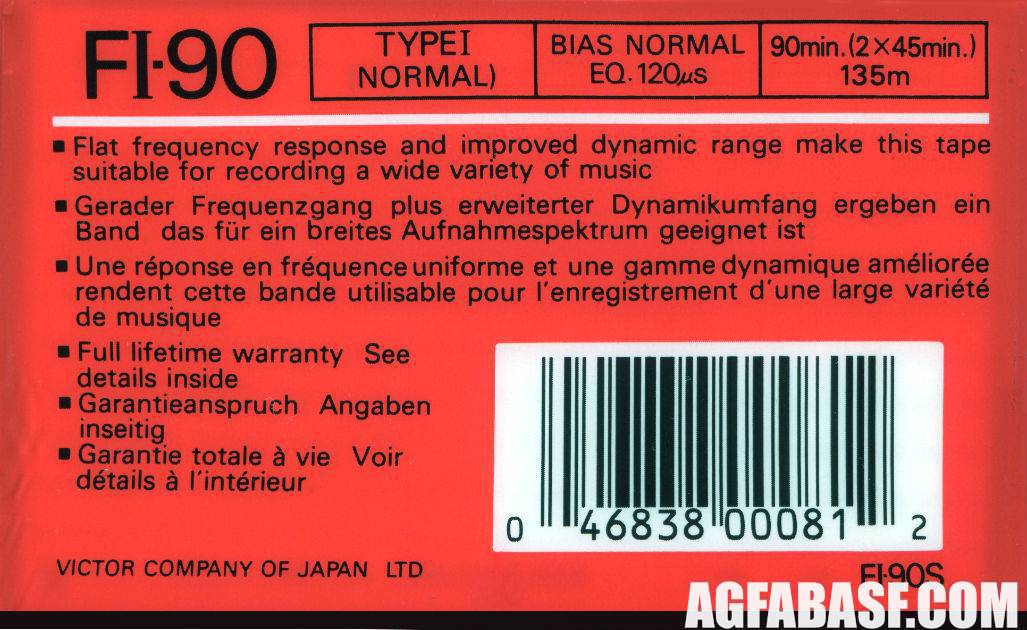 FI-90
TYPE I
NORMAL)
BIAS NORMAL
EQ. 120µs
90min. (2×45min.)
135m
▪ Flat frequency response and improved dynamic range make this tape
suitable for recording a wide variety of music
▪ Gerader Frequenzgang plus erweiterter Dynamikumfang ergeben ein
Band das für ein breites Aufnahmespektrum geeignet ist
▪ Une réponse en fréquence uniforme et une gamme dynamique améliorée
rendent cette bande utilisable pour l'enregistrement d'une large variété
de musique
▪ Full lifetime warranty See
details inside
▪ Garantieanspruch Angaben
inseitig
▪ Garantie totale à vie Voir
détails à l'intérieur
0 46838 00081 2
VICTOR COMPANY OF JAPAN LTD
FI-90S
AGFABASF.COM